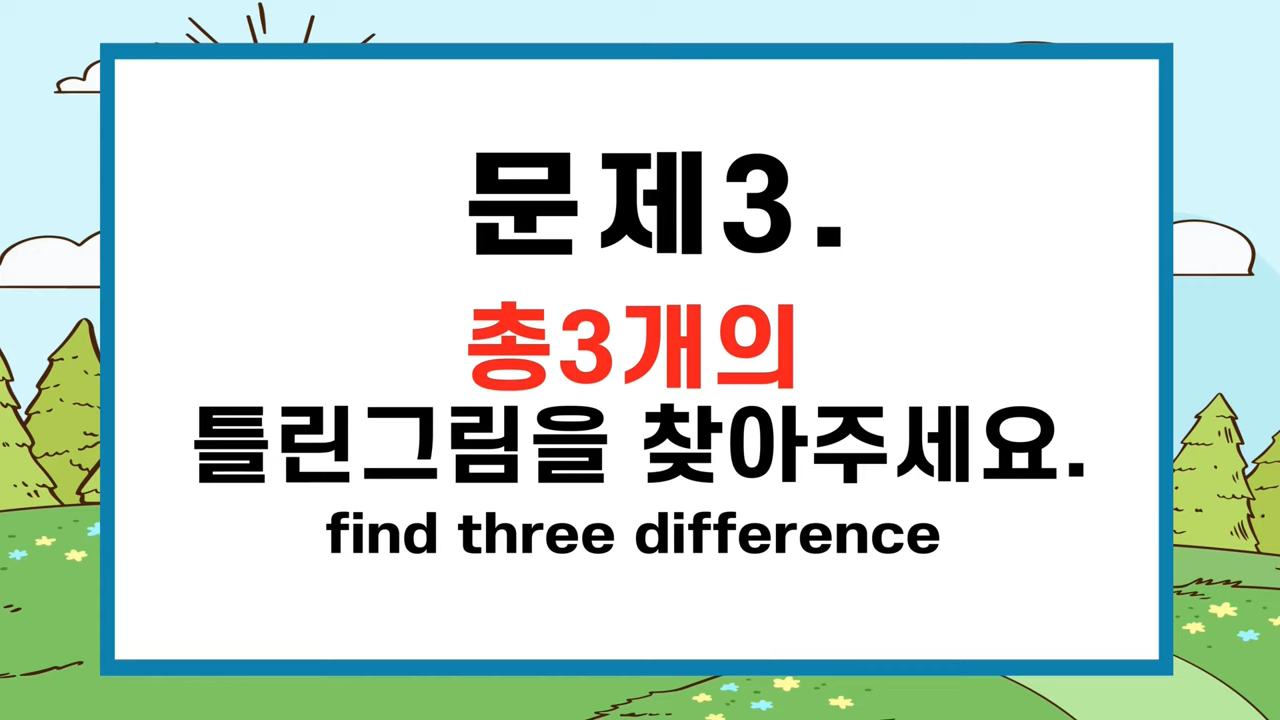 문제3.
총3개의
틀린그림을 찾아주세요.
find three difference